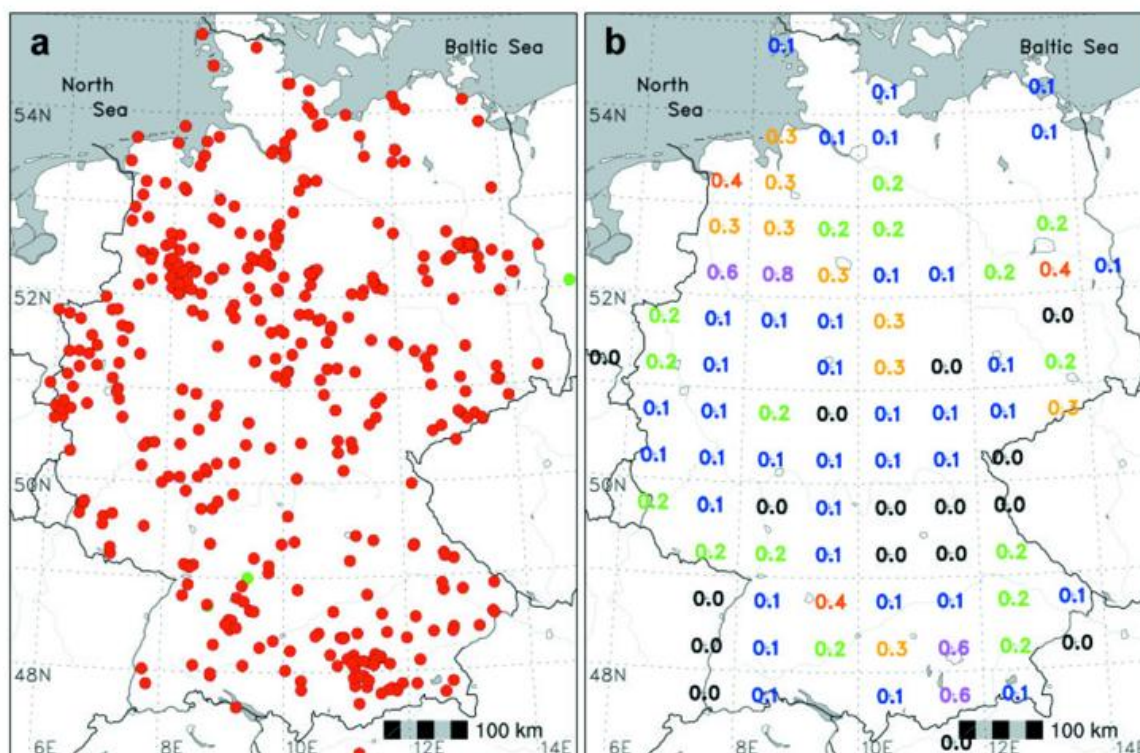 a
Baltic Sea
North
Sea
54N
52N
50N
48N
6E
8E
10E
12E
14E
100 km
b
Baltic Sea
North
Sea
0.1
0.1
0.1
54N
0.3 0.1 0.1 0.1
0.4 0.3 0.2
0.3 0.3 0.2 0.2 0.2
0.6 0.8 0.3 0.1 0.1 0.2 0.4 0.1
52N
0.2 0.1 0.1 0.1 0.3 0.0
0.0 0.2 0.1 0.1 0.3 0.0 0.1 0.2
0.1 0.1 0.2 0.0 0.1 0.1 0.1 0.3
0.1 0.1 0.1 0.1 0.1 0.1 0.0
50N
0.2 0.1 0.0 0.1 0.0 0.0 0.0
0.2 0.2 0.1 0.0 0.0 0.2
0.0 0.1 0.4 0.1 0.1 0.2 0.1
0.0 0.1 0.2 0.3 0.6 0.2 0.0
48N
0.0 0.1 0.1 0.6 0.1
100 km
6E
8E
10E
14E